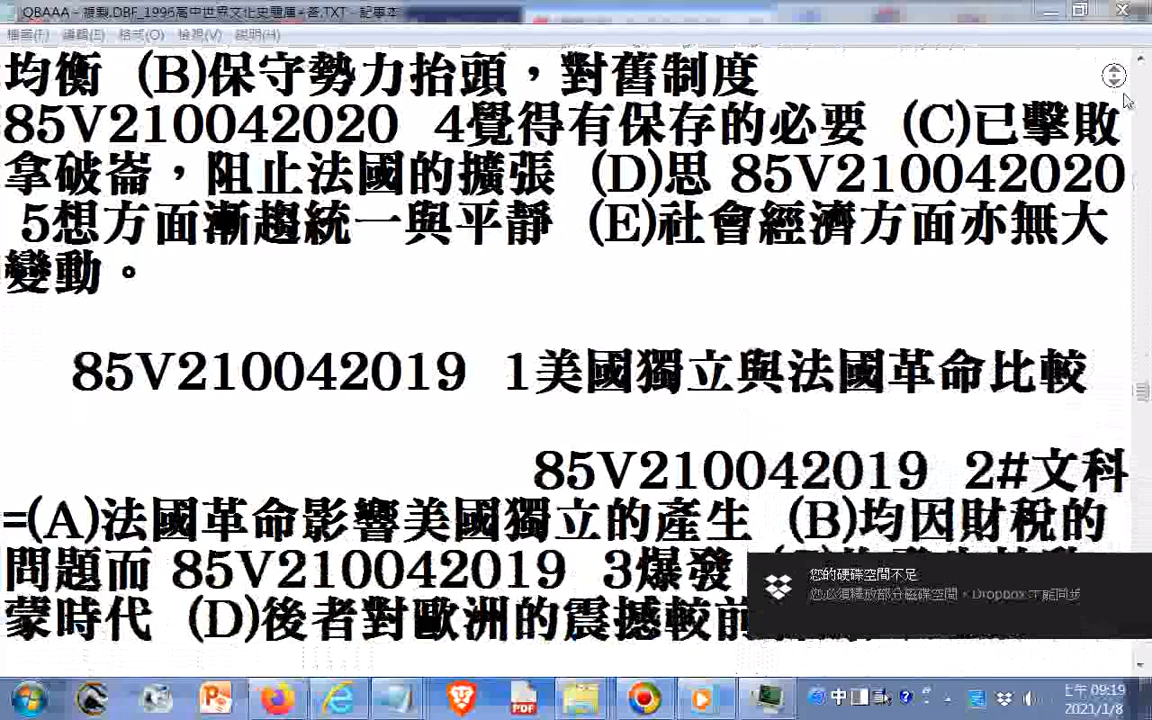 QBAAA - 複製.DBF_1996高中世界文化史題庫+答.TXT - 記事本
檔案(F) 編輯(E) 格式(O) 檢視(V) 說明(H)
均衡 (B)保守勢力抬頭，對舊制度
85V210042020 4覺得有保存的必要 (C)已擊敗
拿破崙，阻止法國的擴張 (D)思 85V210042020
5想方面漸趨統一與平靜 (E)社會經濟方面亦無大
變動。
85V210042019 1美國獨立與法國革命比較
85V210042019 2#文科
=(A)法國革命影響美國獨立的產生 (B)均因財稅的
問題而 85V210042019 3爆發
蒙時代 (D)後者對歐洲的震撼較前
您的硬碟空間不足
您必須釋放部分磁碟空間，Dropbox 才能同步
PDF
中
上午 09:19
2021/1/8